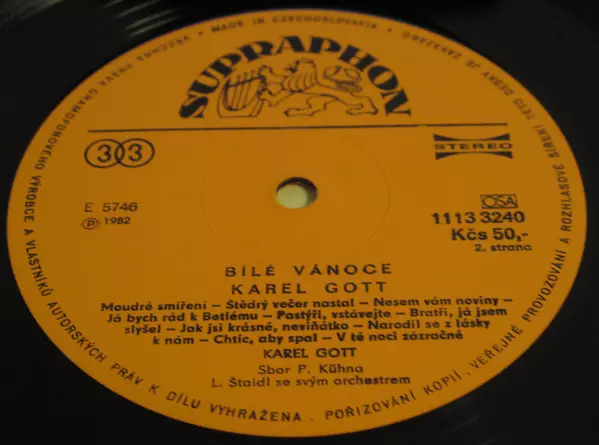 MADE IN CZECHOSLOVAKIA
SUPRAPHON
33
STEREO
E 5746
Ⓟ 1982
OSA
1113 3240
Kčs 50,-
2. strana
BÍLÉ VÁNOCE
KAREL GOTT
Moudré smíření – Štědrý večer nastal – Nesem vám noviny –
Já bych rád k Betlému – Pastýři, vstávejte – Bratři, já jsem
slyšel – Jak jsi krásné, neviňátko – Narodil se z lásky
k nám – Chtíc, aby spal – V té noci zázračné
KAREL GOTT
Sbor P. Kühna
L. Štaidl se svým orchestrem
VŠECHNA PRÁVA GRAMOFONOVÉHO VÝROBCE A VLASTNÍKŮ AUTORSKÝCH PRÁV K DÍLU VYHRAŽENA. POŘIZOVÁNÍ KOPIÍ, VEŘEJNÉ PROVOZOVÁNÍ A ROZHLASOVÉ ŠÍŘENÍ TÉTO DESKY JE ZAKÁZÁNO